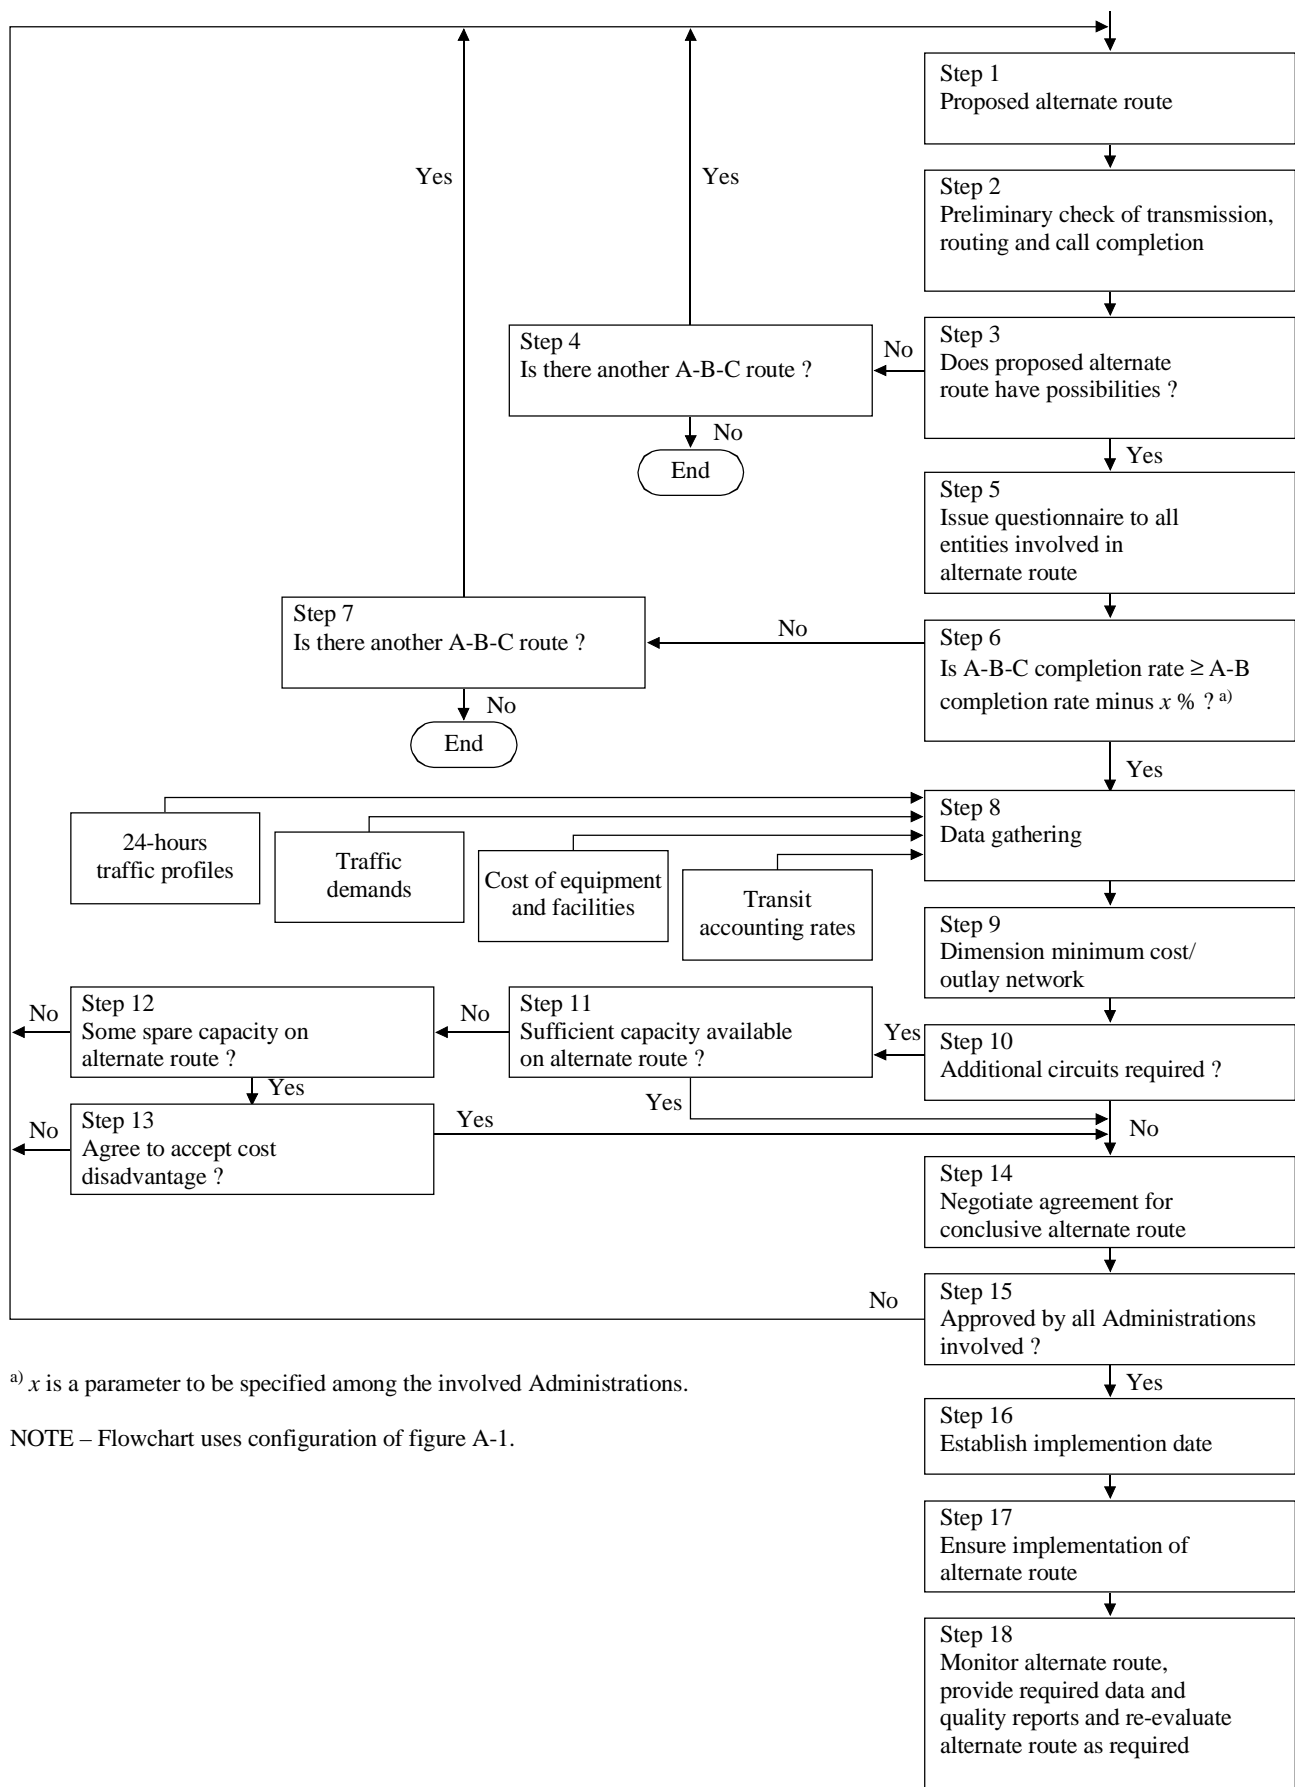 Step 1
Proposed alternate route
Yes
Yes
Step 2
Preliminary check of transmission,
routing and call completion
Step 4
Is there another A-B-C route ?
No
Step 3
Does proposed alternate
route have possibilities ?
No
End
Yes
Step 5
Issue questionnaire to all
entities involved in
alternate route
Step 7
Is there another A-B-C route ?
No
Step 6
Is A-B-C completion rate ≥ A-B
completion rate minus x % ? a)
No
End
Yes
24-hours
traffic profiles
Traffic
demands
Cost of equipment
and facilities
Transit
accounting rates
Step 8
Data gathering
Step 9
Dimension minimum cost/
outlay network
No
Step 12
Some spare capacity on
alternate route ?
No
Step 11
Sufficient capacity available
on alternate route ?
Yes
Step 10
Additional circuits required ?
Yes
Yes
No
No
Step 13
Agree to accept cost
disadvantage ?
Yes
Step 14
Negotiate agreement for
conclusive alternate route
No
Step 15
Approved by all Administrations
involved ?
Yes
a) x is a parameter to be specified among the involved Administrations.
NOTE – Flowchart uses configuration of figure A-1.
Step 16
Establish implemention date
Step 17
Ensure implementation of
alternate route
Step 18
Monitor alternate route,
provide required data and
quality reports and re-evaluate
alternate route as required